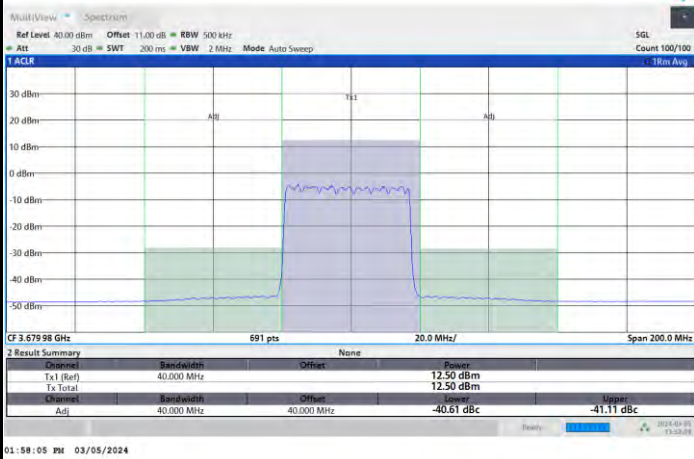 MultiView Spectrum
Ref Level 40.00 dBm Offset 11.00 dB RBW 500 kHz SGL
Att 30 dB SWT 200 ms VBW 2 MHz Mode Auto Sweep Count 100/100
1 ACLR 1Rm Avg
30 dBm
Tx1
20 dBm
Adj Adj
10 dBm
0 dBm
-10 dBm
-20 dBm
-30 dBm
-40 dBm
-50 dBm
CF 3.679 98 GHz 691 pts 20.0 MHz/ Span 200.0 MHz
2 Result Summary None
Channel Bandwidth Offset Power
Tx1 (Ref) 40.000 MHz 12.50 dBm
Tx Total 12.50 dBm
Channel Bandwidth Offset Lower Upper
Adj 40.000 MHz 40.000 MHz -40.61 dBc -41.11 dBc
Ready
01:58:05 PM 03/05/2024